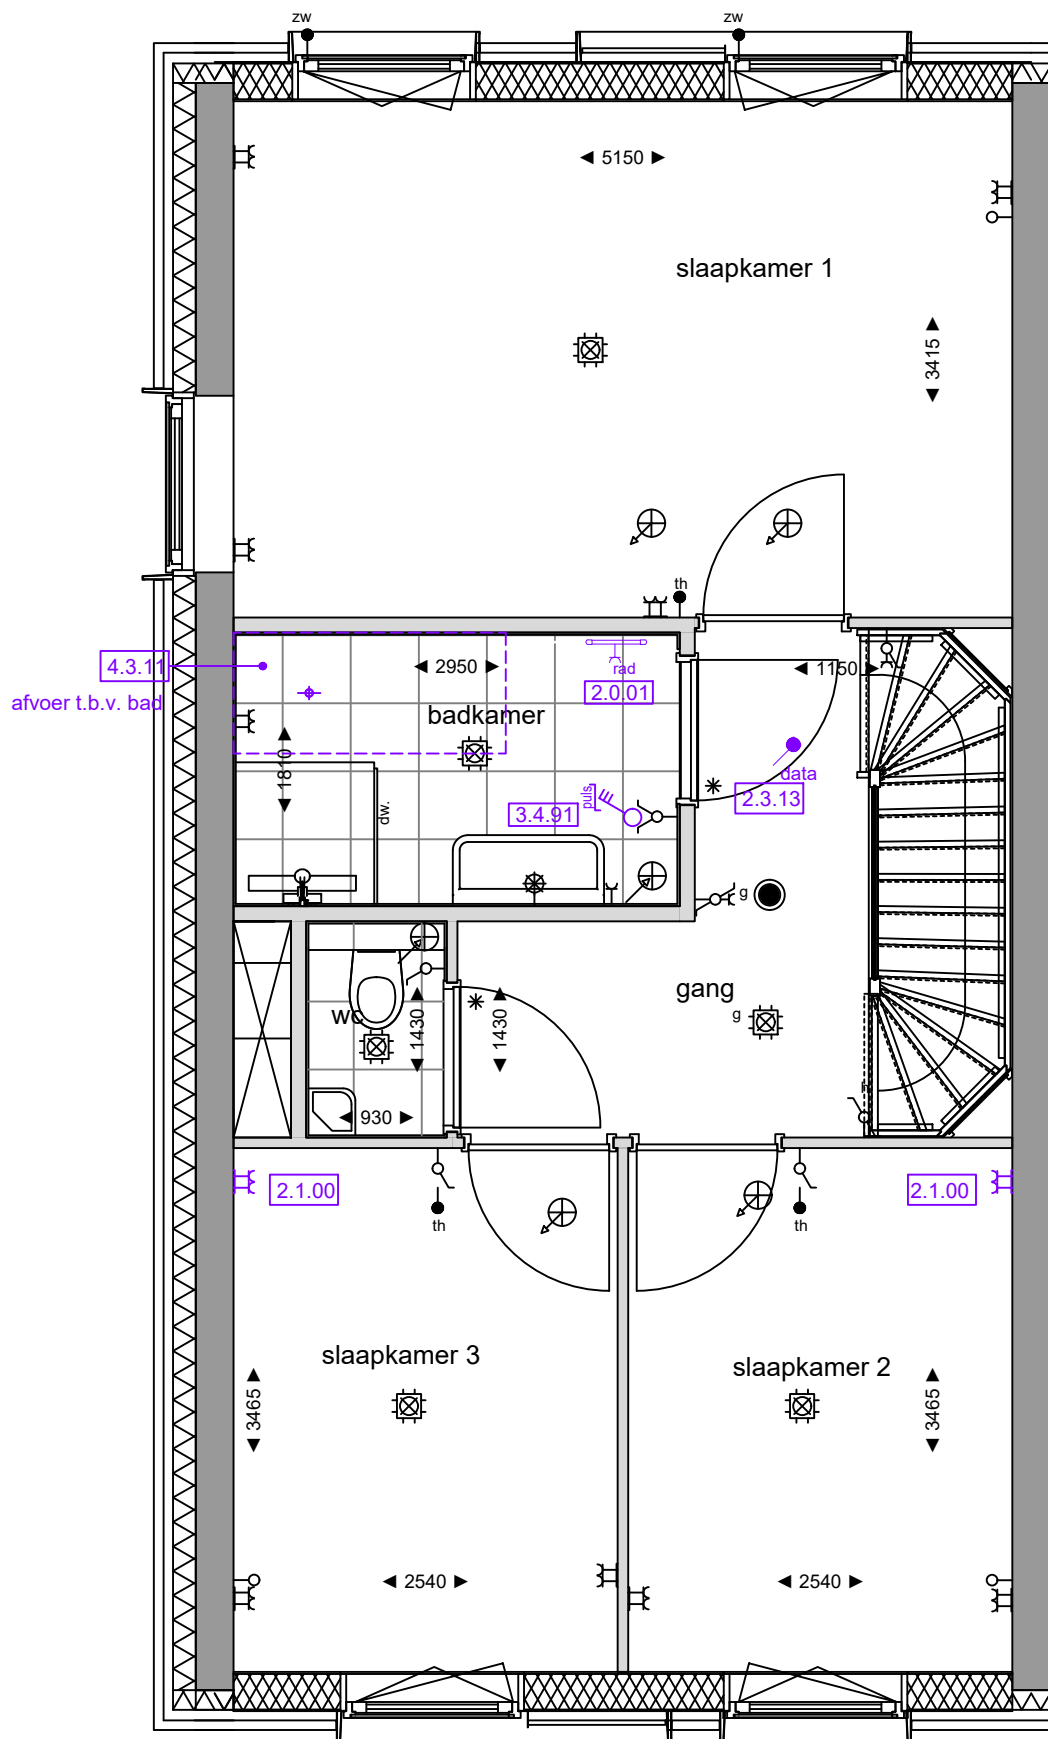 zw
zw
5150
slaapkamer 1
3415
th
4.3.11
2950
rad
1150
2.0.01
afvoer t.b.v. bad
badkamer
1810
data
2.3.13
puls
3.4.91
dw.
g
gang
wc
1430
1430
g
930
2.1.00
2.1.00
th
th
slaapkamer 3
slaapkamer 2
3465
3465
2540
2540